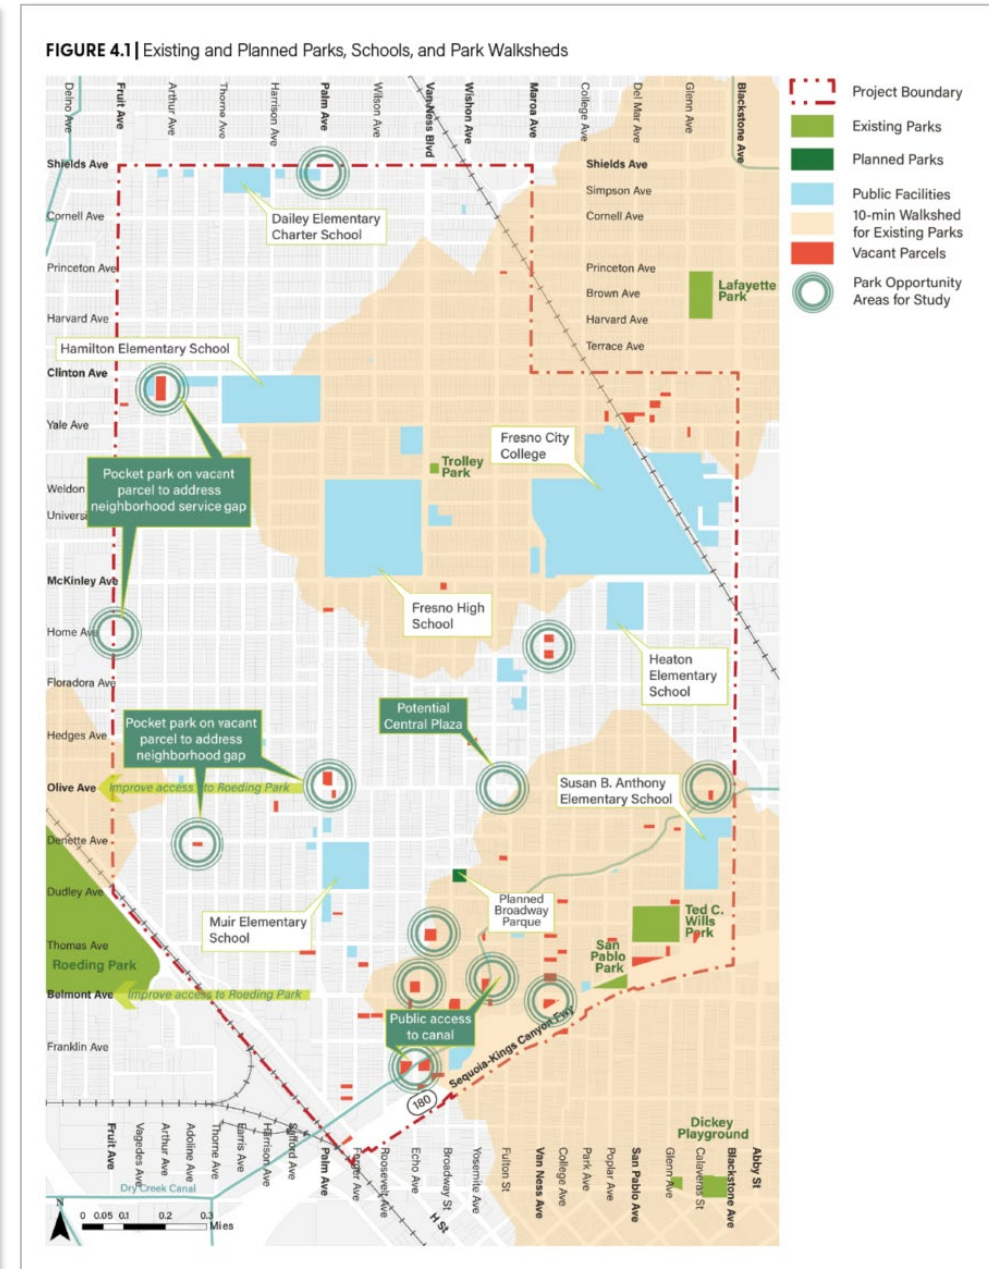 FIGURE 4.1 | Existing and Planned Parks, Schools, and Park Walksheds
Delno Ave
Fruit Ave
Arthur Ave
Thorne Ave
Harrison Ave
Palm Ave
Wilson Ave
Van Ness Blvd
Wishon Ave
Maroa Ave
College Ave
Del Mar Ave
Glenn Ave
Blackstone Ave
Project Boundary
Existing Parks
Planned Parks
Public Facilities
10-min Walkshed
for Existing Parks
Vacant Parcels
Park Opportunity
Areas for Study
Shields Ave
Shields Ave
Simpson Ave
Cornell Ave
Cornell Ave
Dailey Elementary
Charter School
Princeton Ave
Princeton Ave
Brown Ave
Lafayette
Park
Harvard Ave
Harvard Ave
Terrace Ave
Hamilton Elementary School
Clinton Ave
Yale Ave
Fresno City
College
Trolley
Park
Pocket park on vacant
parcel to address
neighborhood service gap
Weldon
Universi
McKinley Ave
Fresno High
School
Home Ave
Heaton
Elementary
School
Floradora Ave
Potential
Central Plaza
Pocket park on vacant
parcel to address
neighborhood gap
Hedges Ave
Olive Ave
Improve access to Roeding Park
Susan B. Anthony
Elementary School
Dennett Ave
Dudley Ave
Planned
Broadway
Parque
Ted C.
Wills
Park
Muir Elementary
School
San
Pablo
Park
Thomas Ave
Roeding Park
Belmont Ave
Improve access to Roeding Park
Public access
to canal
Franklin Ave
Sequoia-Kings Canyon Fwy
180
Dickey
Playground
Fruit Ave
Vagedes Ave
Arthur Ave
Adoline Ave
Thorne Ave
Farris Ave
Harrison Ave
Safford Ave
Palm Ave
Ferger Ave
Roosevelt Ave
Echo Ave
Broadway St
Yosemite Ave
Fulton St
Van Ness Ave
College Ave
Park Ave
Poplar Ave
San Pablo Ave
Glenn Ave
Calaveras St
Blackstone Ave
Abby St
Dry Creek Canal
H St
N
0 0.05 0.1 0.2 0.3
Miles